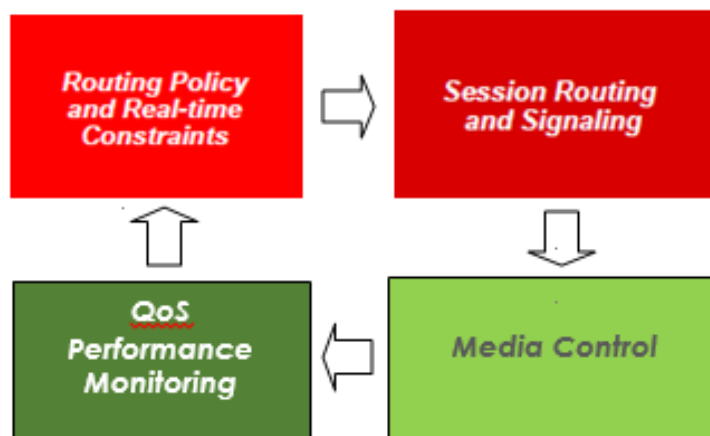 Routing Policy
and Real-time
Constraints
Session Routing
and Signaling
QoS
Performance
Monitoring
Media Control